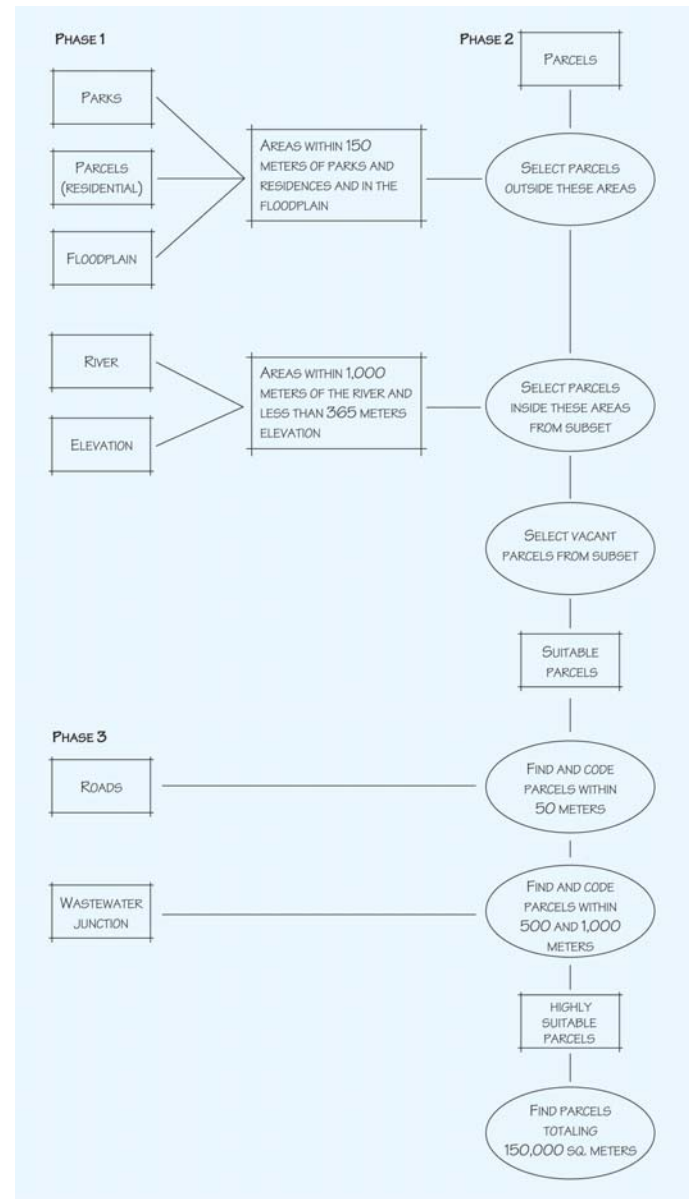 PHASE 1
PARKS
PARCELS
(RESIDENTIAL)
FLOODPLAIN
AREAS WITHIN 150
METERS OF PARKS AND
RESIDENCES AND IN THE
FLOODPLAIN
RIVER
ELEVATION
AREAS WITHIN 1,000
METERS OF THE RIVER AND
LESS THAN 365 METERS
ELEVATION
PHASE 2
PARCELS
SELECT PARCELS
OUTSIDE THESE AREAS
SELECT PARCELS
INSIDE THESE AREAS
FROM SUBSET
SELECT VACANT
PARCELS FROM SUBSET
SUITABLE
PARCELS
PHASE 3
ROADS
FIND AND CODE
PARCELS WITHIN
50 METERS
WASTEWATER
JUNCTION
FIND AND CODE
PARCELS WITHIN
500 AND 1,000
METERS
HIGHLY
SUITABLE
PARCELS
FIND PARCELS
TOTALING
150,000 SQ. METERS